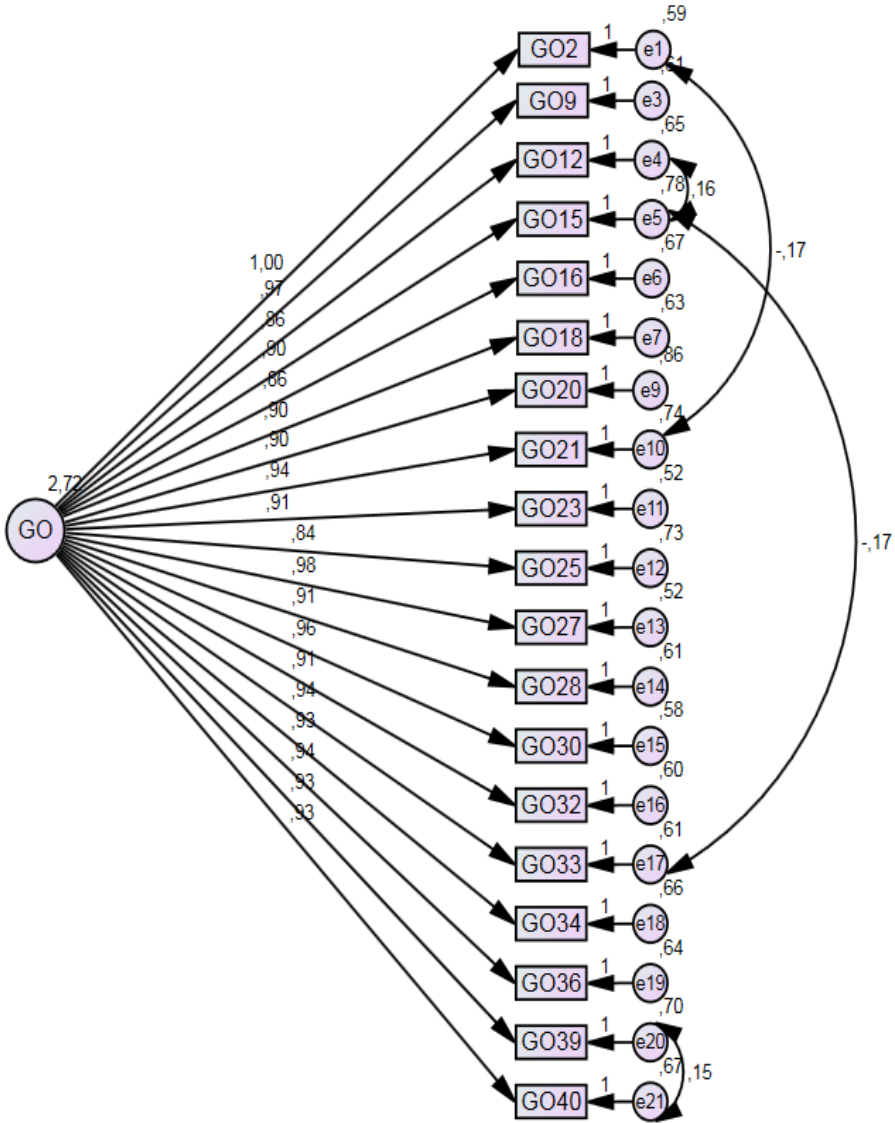 ,59
GO2 1 e1
,61
GO9 1 e3
,65
GO12 1 e4
,78 ,16
GO15 1 e5
,67 -,17
1,00
GO16 1 e6
,97
,63
,86
GO18 1 e7
,90
,86
,86
GO20 1 e9
,90
,74
,90
GO21 1 e10
,94
,52
2,72
,91
GO23 1 e11
GO
,84
,73
-,17
,98
GO25 1 e12
,52
,91
GO27 1 e13
,96
,61
,91
GO28 1 e14
,94
,58
,93
GO30 1 e15
,94
,60
,93
GO32 1 e16
,93
,61
GO33 1 e17
,66
GO34 1 e18
,64
GO36 1 e19
,70
GO39 1 e20
,67 ,15
GO40 1 e21